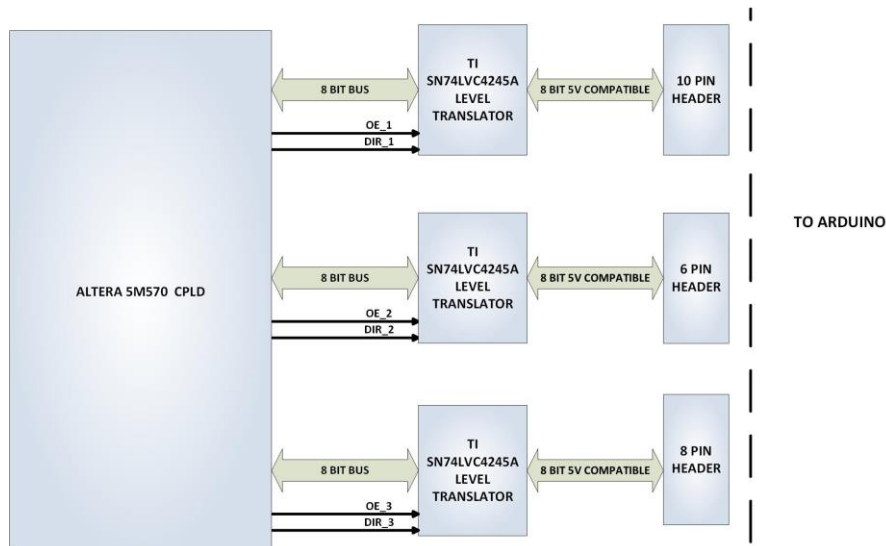 ALTERA 5M570 CPLD
8 BIT BUS
OE_1
DIR_1
TI
SN74LVC4245A
LEVEL
TRANSLATOR
8 BIT 5V COMPATIBLE
10 PIN
HEADER
8 BIT BUS
OE_2
DIR_2
TI
SN74LVC4245A
LEVEL
TRANSLATOR
8 BIT 5V COMPATIBLE
6 PIN
HEADER
8 BIT BUS
OE_3
DIR_3
TI
SN74LVC4245A
LEVEL
TRANSLATOR
8 BIT 5V COMPATIBLE
8 PIN
HEADER
TO ARDUINO